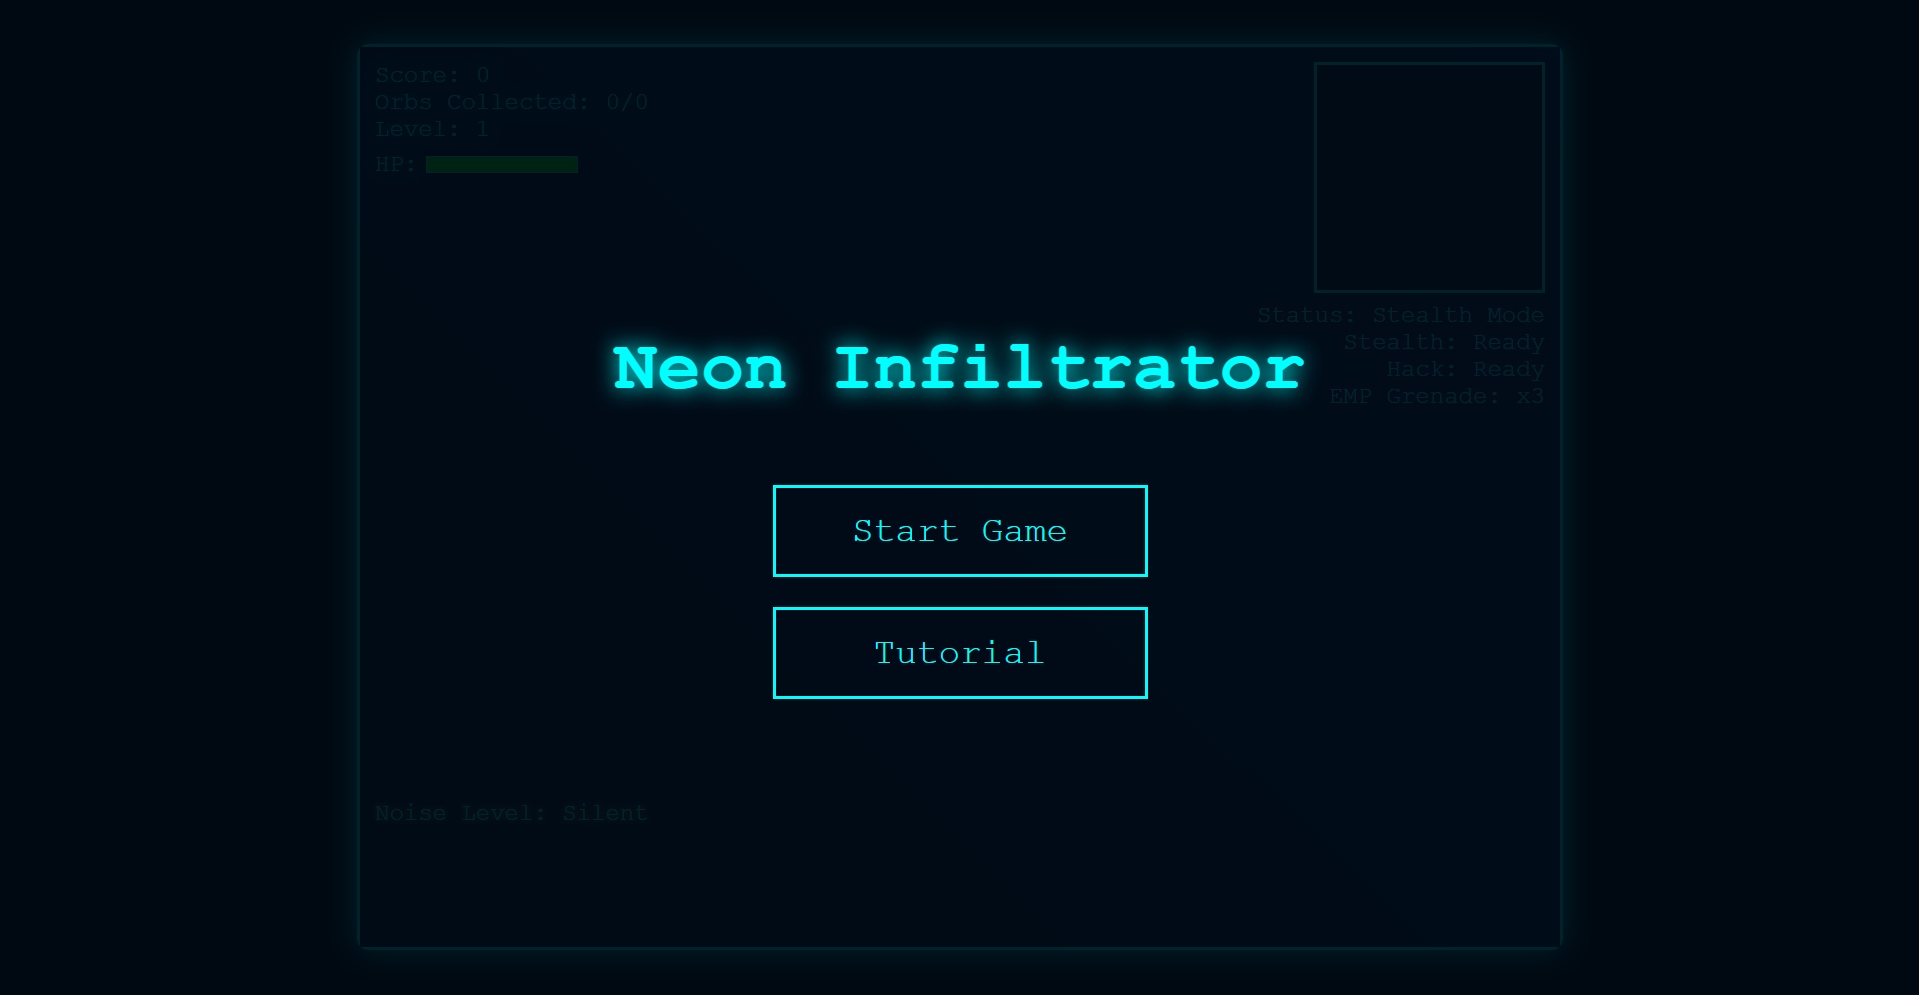 Score: 0
Orbs Collected: 0/0
Level: 1
HP:
Status: Stealth Mode
Stealth: Ready
Hack: Ready
EMP Grenade: x3
Neon Infiltrator
Start Game
Tutorial
Noise Level: Silent